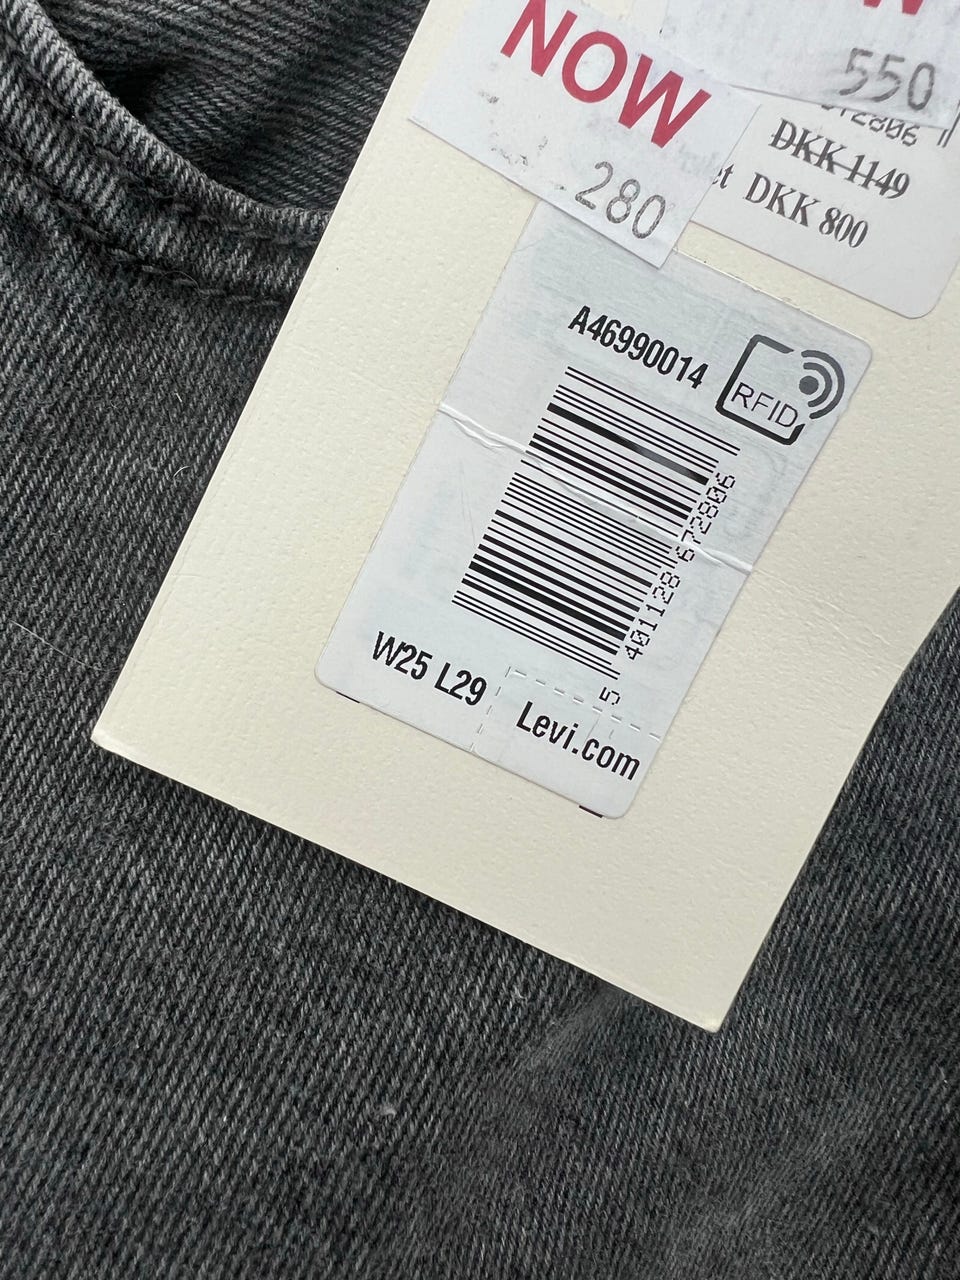 NOW
280
550
DKK 1149
DKK 800
A46990014
RFID
5 401128 672806
W25 L29
Levi.com